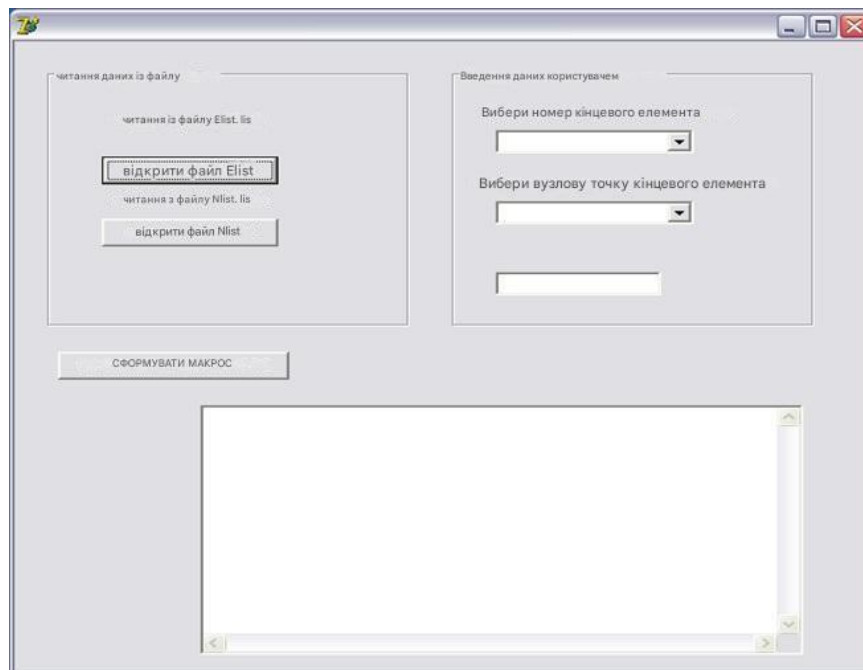 читання даних із файлу
читання із файлу Elist. lis
відкрити файл Elist
читання з файлу Nlist. lis
відкрити файл Nlist
Введення даних користувачем
Вибери номер кінцевого елемента
Вибери вузлову точку кінцевого елемента
СФОРМУВАТИ МАКРОС